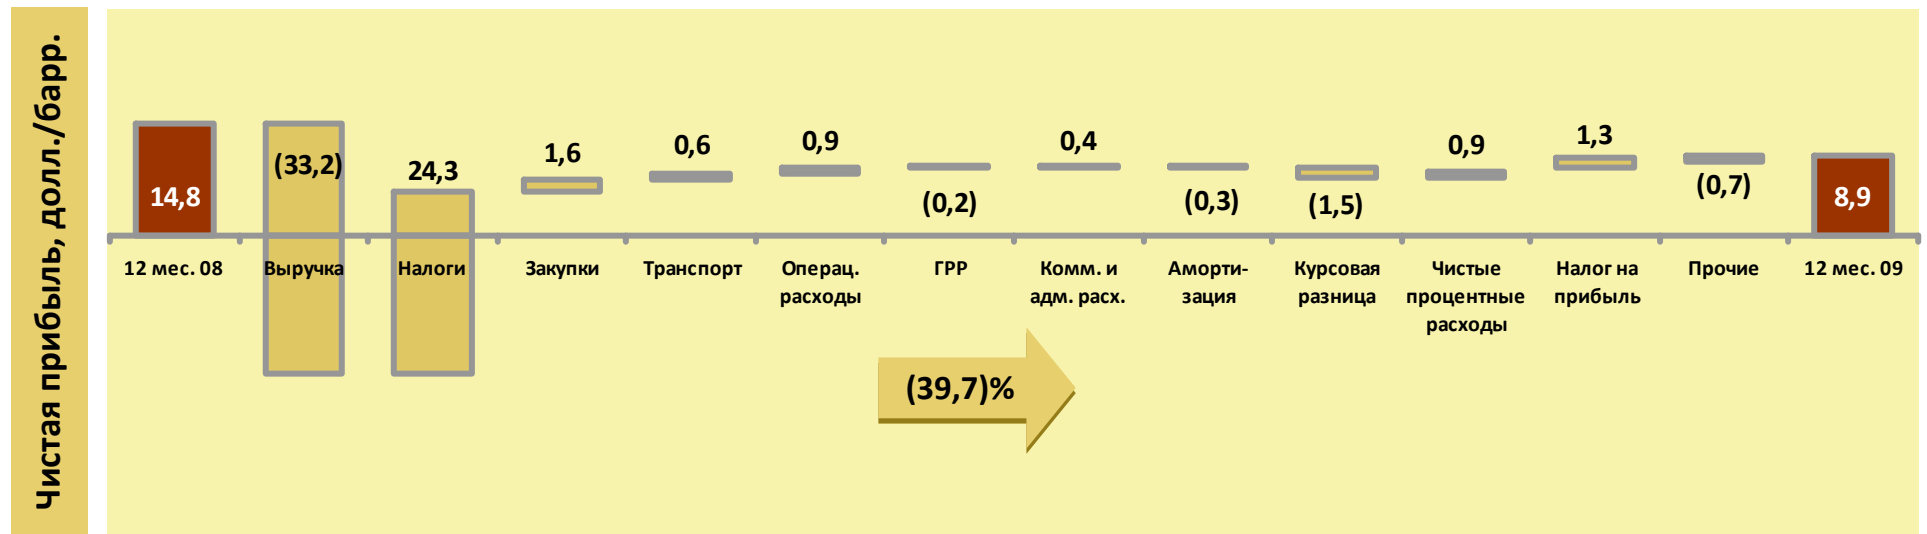 Чистая прибыль, долл./барр.
14,8
(33,2)
24,3
1,6
0,6
0,9
(0,2)
0,4
(0,3)
(1,5)
0,9
1,3
(0,7)
8,9
12 мес. 08
Выручка
Налоги
Закупки
Транспорт
Операц.
расходы
ГРР
Комм. и
адм. расх.
Аморти-
зация
Курсовая
разница
Чистые
процентные
расходы
Налог на
прибыль
Прочие
12 мес. 09
(39,7)%